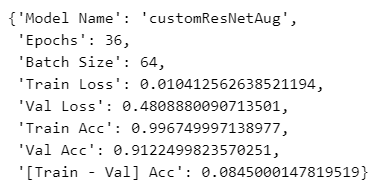 {'Model Name': 'customResNetAug',
'Epochs': 36,
'Batch Size': 64,
'Train Loss': 0.010412562638521194,
'Val Loss': 0.4808880090713501,
'Train Acc': 0.996749997138977,
'Val Acc': 0.9122499823570251,
'[Train - Val] Acc': 0.0845000147819519}